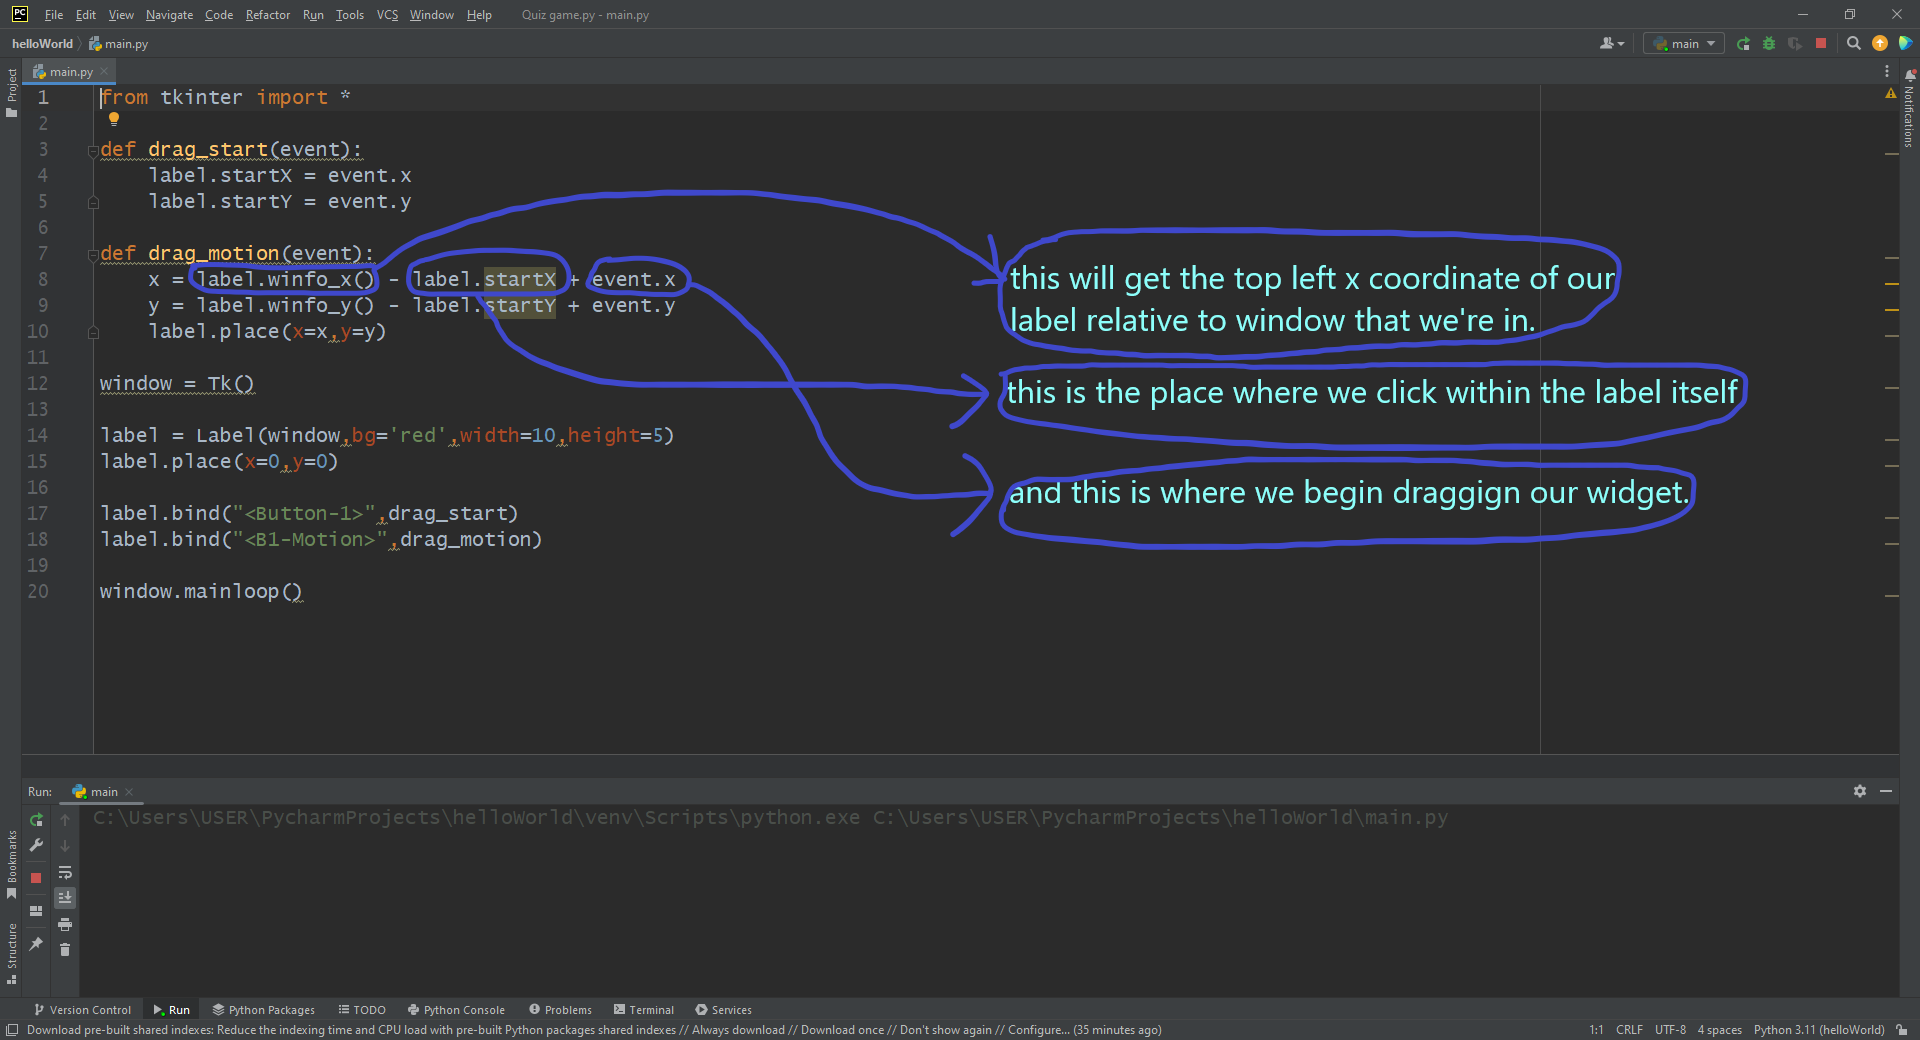 PC File Edit View Navigate Code Refactor Run Tools VCS Window Help Quiz game.py - main.py
helloWorld main.py main
main.py
Project
Notifications
1 from tkinter import *
2
3 def drag_start(event):
4 label.startX = event.x
5 label.startY = event.y
6
7 def drag_motion(event):
8 x = label.winfo_x() - label.startX + event.x
9 y = label.winfo_y() - label.startY + event.y
10 label.place(x=x,y=y)
11
12 window = Tk()
13
14 label = Label(window,bg='red',width=10,height=5)
15 label.place(x=0,y=0)
16
17 label.bind("<Button-1>",drag_start)
18 label.bind("<B1-Motion>",drag_motion)
19
20 window.mainloop()
this will get the top left x coordinate of our
label relative to window that we're in.
this is the place where we click within the label itself
and this is where we begin draggign our widget.
Run: main
C:\Users\USER\PycharmProjects\helloWorld\venv\Scripts\python.exe C:\Users\USER\PycharmProjects\helloWorld\main.py
Bookmarks
Structure
Version Control Run Python Packages TODO Python Console Problems Terminal Services
Download pre-built shared indexes: Reduce the indexing time and CPU load with pre-built Python packages shared indexes // Always download // Download once // Don't show again // Configure... (35 minutes ago) 1:1 CRLF UTF-8 4 spaces Python 3.11 (helloWorld)